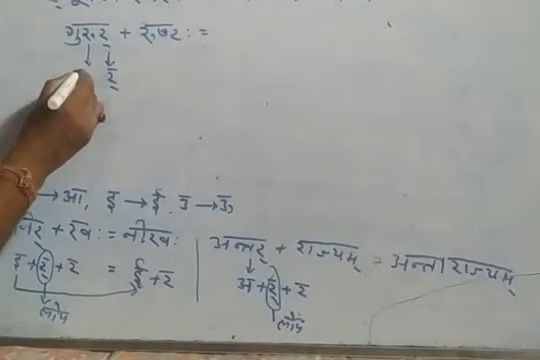 गुरुर् + रुष्टः =
र्
→ आ, इ → ई, उ → ऊ
निर् + रवः = नीरवः
इ + र् + र = ई + र
लोप
अन्तर् + राज्यम् = अन्ताराज्यम्
अ + र् + र
लोप